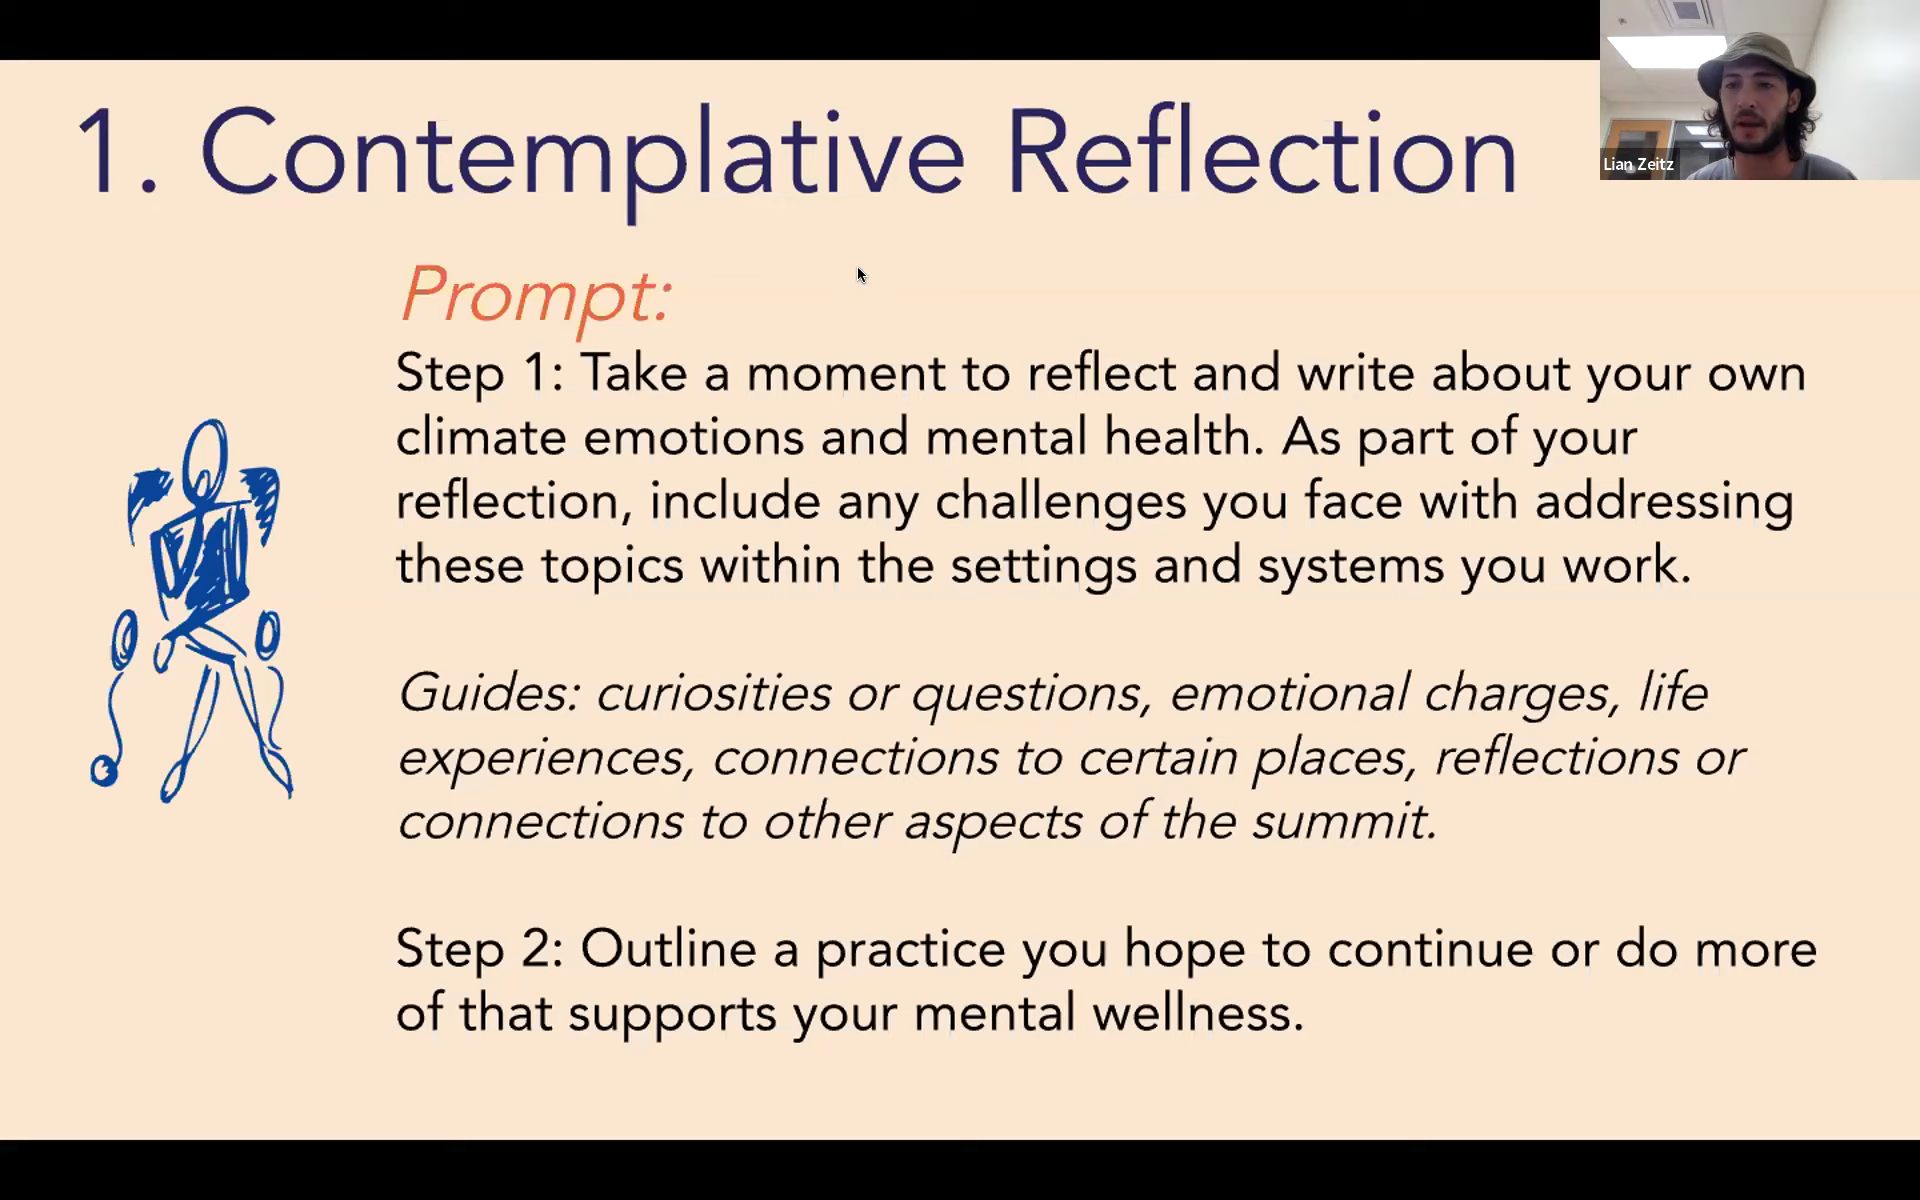 1. Contemplative Reflection
Lian Zeitz
Prompt:
Step 1: Take a moment to reflect and write about your own
climate emotions and mental health. As part of your
reflection, include any challenges you face with addressing
these topics within the settings and systems you work.
Guides: curiosities or questions, emotional charges, life
experiences, connections to certain places, reflections or
connections to other aspects of the summit.
Step 2: Outline a practice you hope to continue or do more
of that supports your mental wellness.